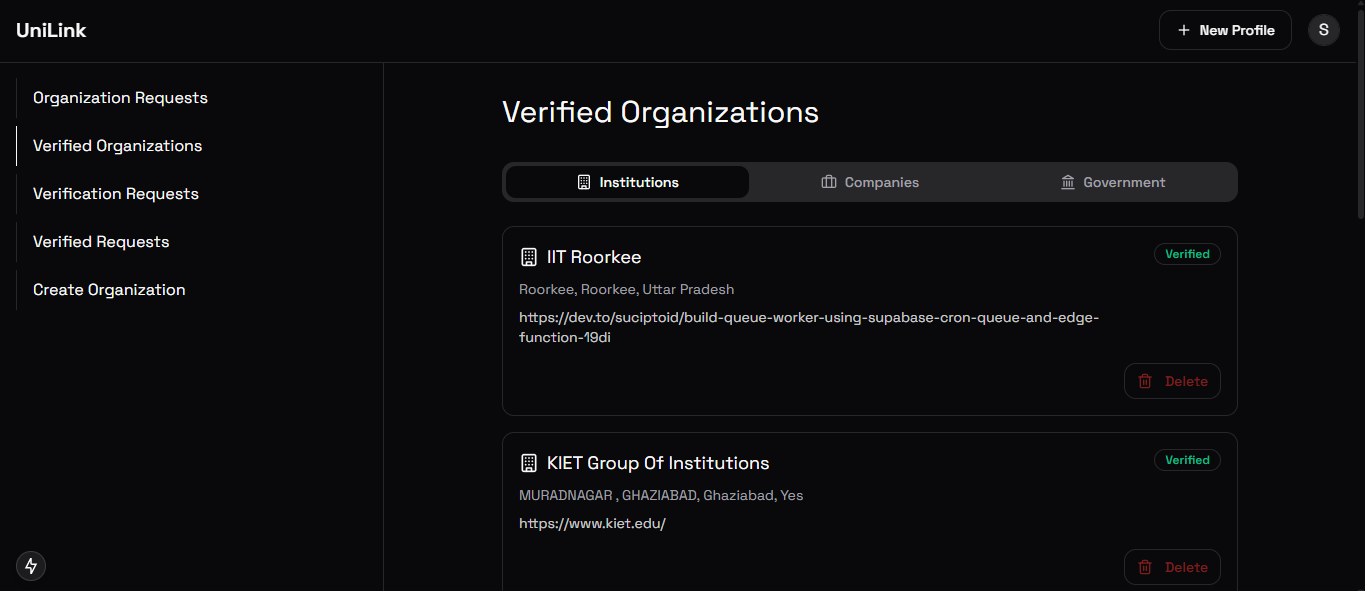 UniLink
New Profile
S
Organization Requests
Verified Organizations
Verification Requests
Verified Requests
Create Organization
Verified Organizations
Institutions
Companies
Government
IIT Roorkee
Verified
Roorkee, Roorkee, Uttar Pradesh
https://dev.to/suciptoid/build-queue-worker-using-supabase-cron-queue-and-edge-
function-19di
Delete
KIET Group Of Institutions
Verified
MURADNAGAR , GHAZIABAD, Ghaziabad, Yes
https://www.kiet.edu/
Delete